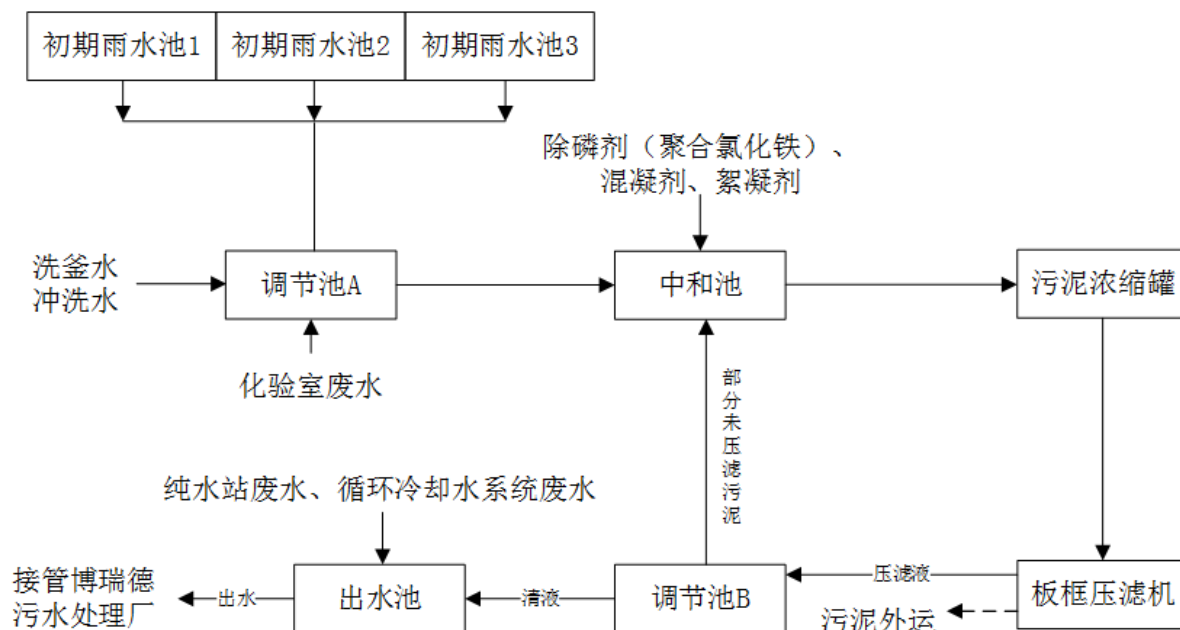 初期雨水池1 初期雨水池2 初期雨水池3
除磷剂（聚合氯化铁）、
混凝剂、絮凝剂
洗釜水
冲洗水
调节池A
中和池
污泥浓缩罐
化验室废水
部分未压滤污泥
纯水站废水、循环冷却水系统废水
接管博瑞德
污水处理厂
出水
出水池
清液
调节池B
压滤液
污泥外运
板框压滤机